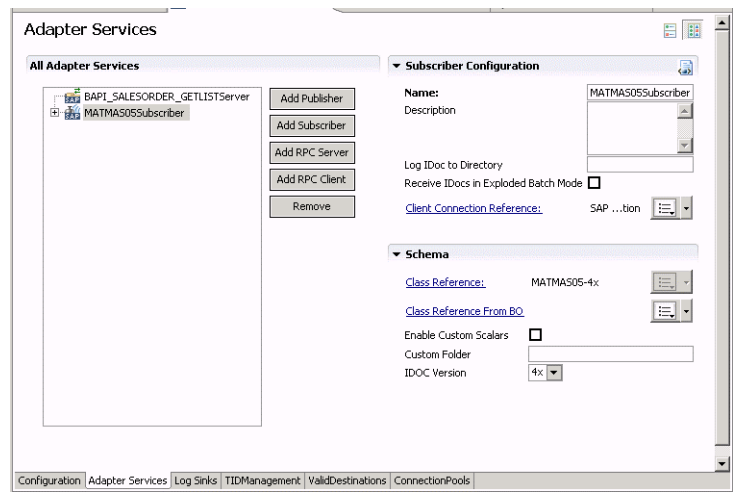 Adapter Services
All Adapter Services
BAPI_SALESORDER_GETLISTServer
MATMAS05Subscriber
Add Publisher
Add Subscriber
Add RPC Server
Add RPC Client
Remove
Subscriber Configuration
Name: MATMAS05Subscriber
Description
Log IDoc to Directory
Receive IDocs in Exploded Batch Mode
Client Connection Reference: SAP ...tion
Schema
Class Reference: MATMAS05-4x
Class Reference From BO
Enable Custom Scalars
Custom Folder
IDOC Version 4x
Configuration Adapter Services Log Sinks TIDManagement ValidDestinations ConnectionPools